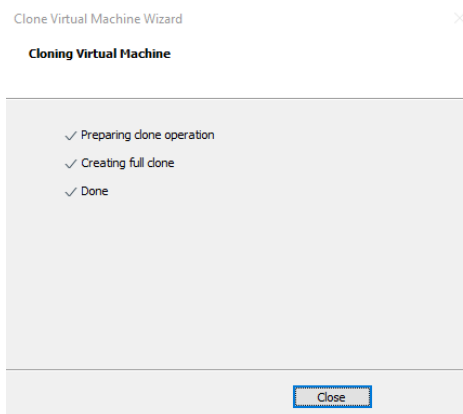 Clone Virtual Machine Wizard
Cloning Virtual Machine
Preparing clone operation
Creating full clone
Done
Close